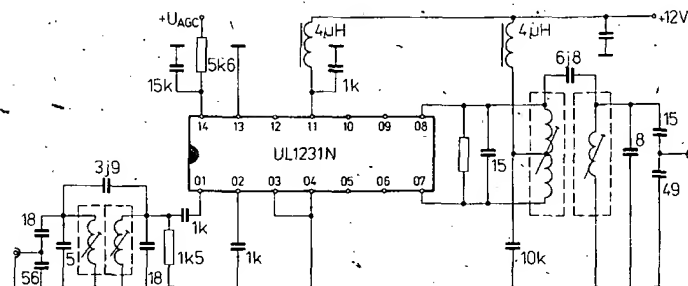 +U_AGC
+12V
4μH
4μH
5k6
15k
1k
6j8
14 13 12 11 10 09 08
UL1231N
01 02 03 04 05 06 07
15
8
15
49
3j9
18
5
56
18
1k
1k5
1k
10k